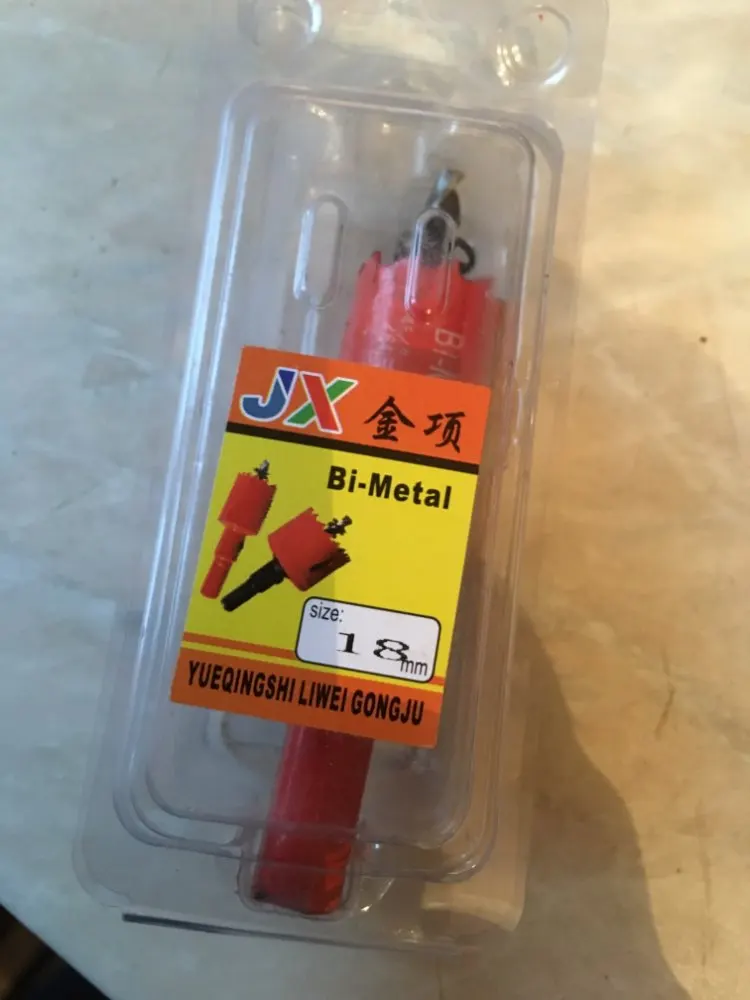 JX 金项
Bi-Metal
size:
18mm
YUEQINGSHI LIWEI GONGJU